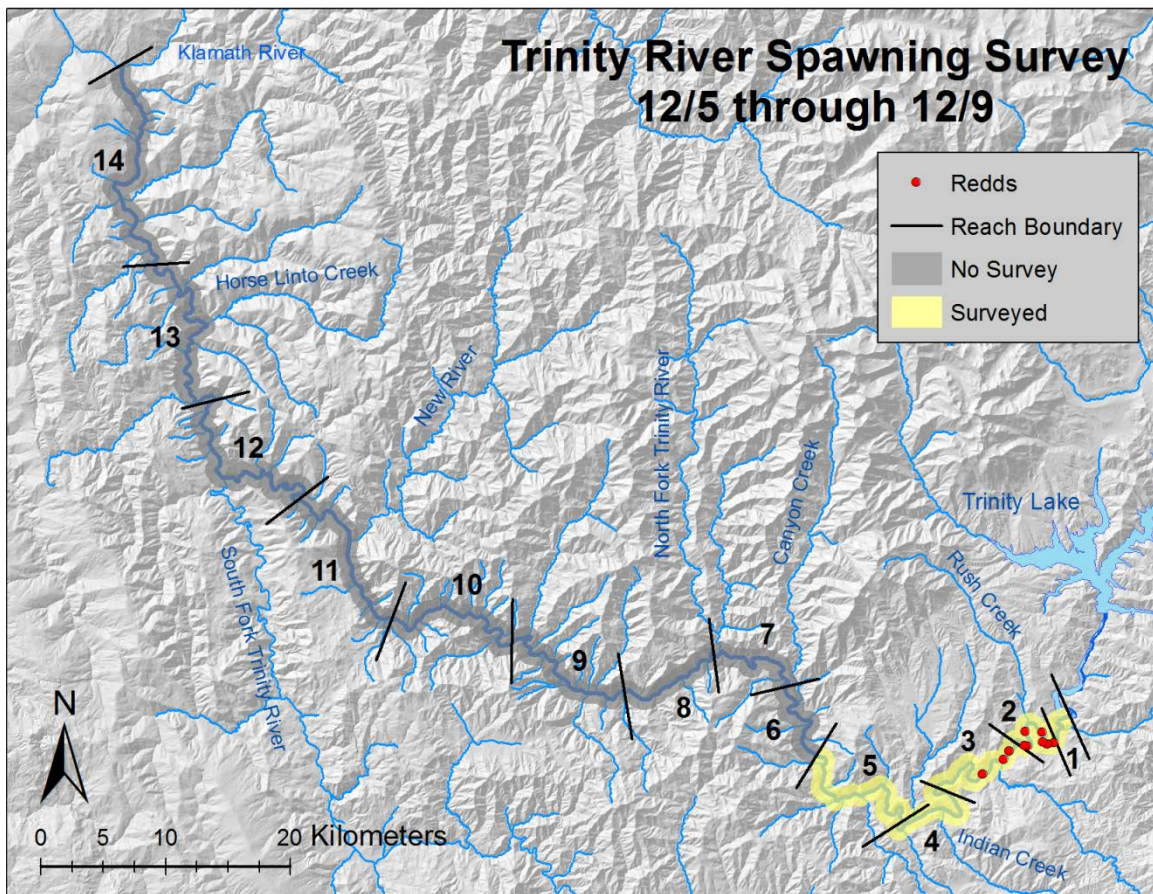 Trinity River Spawning Survey
12/5 through 12/9
Redds
Reach Boundary
No Survey
Surveyed
Klamath River
14
Horse Linto Creek
13
12
New River
North Fork Trinity River
Canyon Creek
Trinity Lake
Rush Creek
South Fork Trinity River
11
10
9
8
7
6
5
4
3
2
1
Indian Creek
N
0 5 10 20 Kilometers